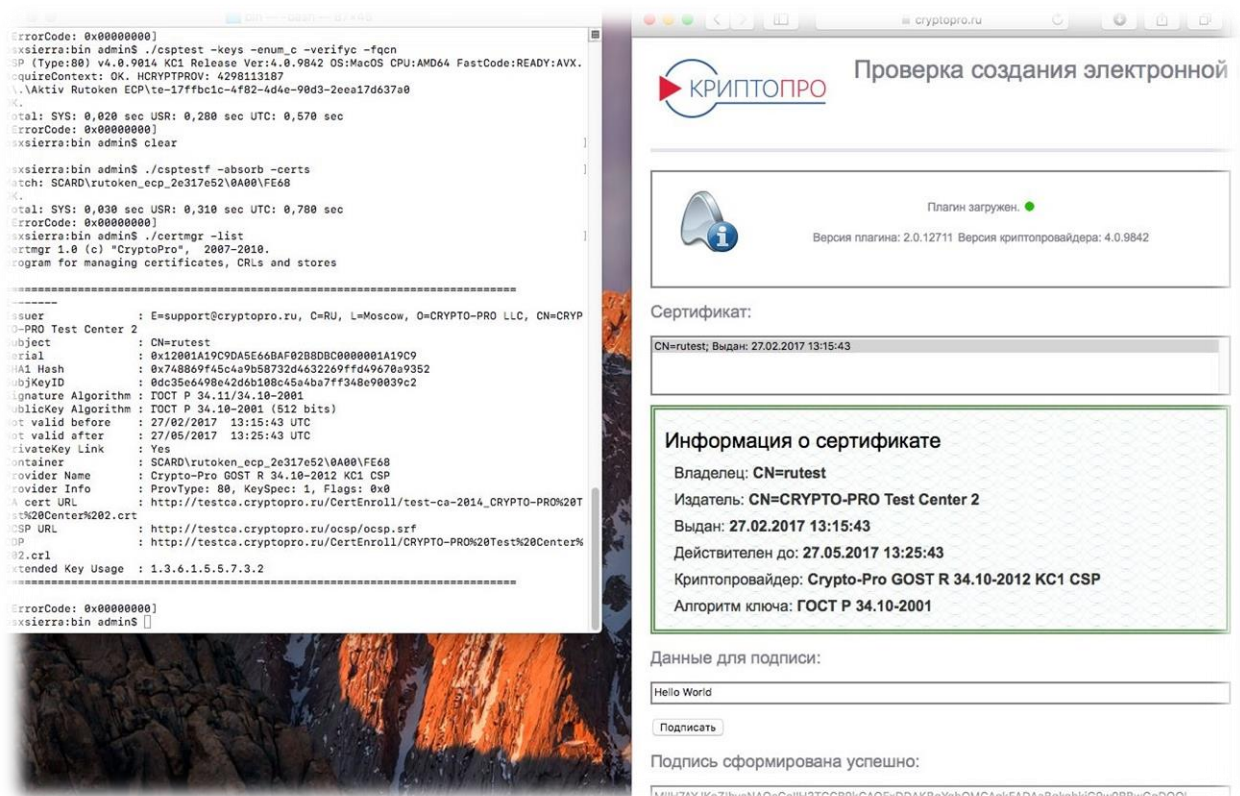 ErrorCode: 0x00000000]
sxsierra:bin admin$ ./csptest -keys -enum_c -verifyc -fqcn
SP (Type:80) v4.0.9014 KC1 Release Ver:4.0.9842 OS:MacOS CPU:AMD64 FastCode:READY:AVX.
cquireContext: OK. HCRYPTPROV: 4298113187
\.\Aktiv Rutoken ECP\te-17ffbc1c-4f82-4d4e-90d3-2eea17d637a0
K.
otal: SYS: 0,020 sec USR: 0,280 sec UTC: 0,570 sec
ErrorCode: 0x00000000]
sxsierra:bin admin$ clear
sxsierra:bin admin$ ./csptestf -absorb -certs
atch: SCARD\rutoken_ecp_2e317e52\0A00\FE68
K.
otal: SYS: 0,030 sec USR: 0,310 sec UTC: 0,780 sec
ErrorCode: 0x00000000]
sxsierra:bin admin$ ./certmgr -list
ertmgr 1.0 (c) "CryptoPro", 2007-2010.
rogram for managing certificates, CRLs and stores
=============================================================================
-------
ssuer : E=support@cryptopro.ru, C=RU, L=Moscow, O=CRYPTO-PRO LLC, CN=CRYP
O-PRO Test Center 2
ubject : CN=rutest
erial : 0x12001A19C9DA5E66BAF02B8DBC0000001A19C9
HA1 Hash : 0x748869f45c4a9b58732d4632269ffd49670a9352
ubjKeyID : 0dc35e6498e42d6b108c45a4ba7ff348e90039c2
ignature Algorithm : ГОСТ Р 34.11/34.10-2001
ublicKey Algorithm : ГОСТ Р 34.10-2001 (512 bits)
ot valid before : 27/02/2017 13:15:43 UTC
ot valid after : 27/05/2017 13:25:43 UTC
rivateKey Link : Yes
ontainer : SCARD\rutoken_ecp_2e317e52\0A00\FE68
rovider Name : Crypto-Pro GOST R 34.10-2012 KC1 CSP
rovider Info : ProvType: 80, KeySpec: 1, Flags: 0x0
A cert URL : http://testca.cryptopro.ru/CertEnroll/test-ca-2014_CRYPTO-PRO%20T
st%20Center%202.crt
CSP URL : http://testca.cryptopro.ru/ocsp/ocsp.srf
DP : http://testca.cryptopro.ru/CertEnroll/CRYPTO-PRO%20Test%20Center%
02.crl
xtended Key Usage : 1.3.6.1.5.5.7.3.2
=============================================================================
ErrorCode: 0x00000000]
sxsierra:bin admin$
cryptopro.ru
КРИПТОПРО
Проверка создания электронной
Плагин загружен.
Версия плагина: 2.0.12711 Версия криптопровайдера: 4.0.9842
Сертификат:
CN=rutest; Выдан: 27.02.2017 13:15:43
Информация о сертификате
Владелец: CN=rutest
Издатель: CN=CRYPTO-PRO Test Center 2
Выдан: 27.02.2017 13:15:43
Действителен до: 27.05.2017 13:25:43
Криптопровайдер: Crypto-Pro GOST R 34.10-2012 KC1 CSP
Алгоритм ключа: ГОСТ Р 34.10-2001
Данные для подписи:
Hello World
Подписать
Подпись сформирована успешно: